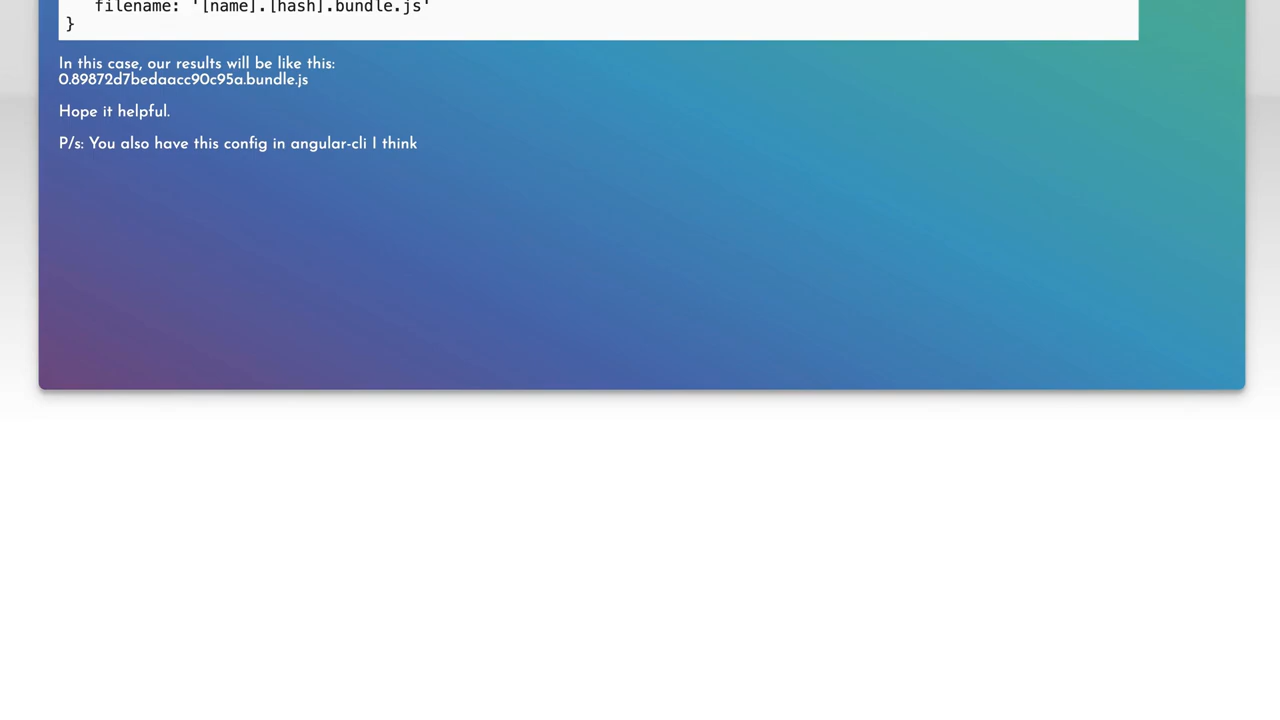 filename: '[name].[hash].bundle.js'
}
In this case, our results will be like this:
0.89872d7bedaacc90c95a.bundle.js
Hope it helpful.
P/s: You also have this config in angular-cli I think